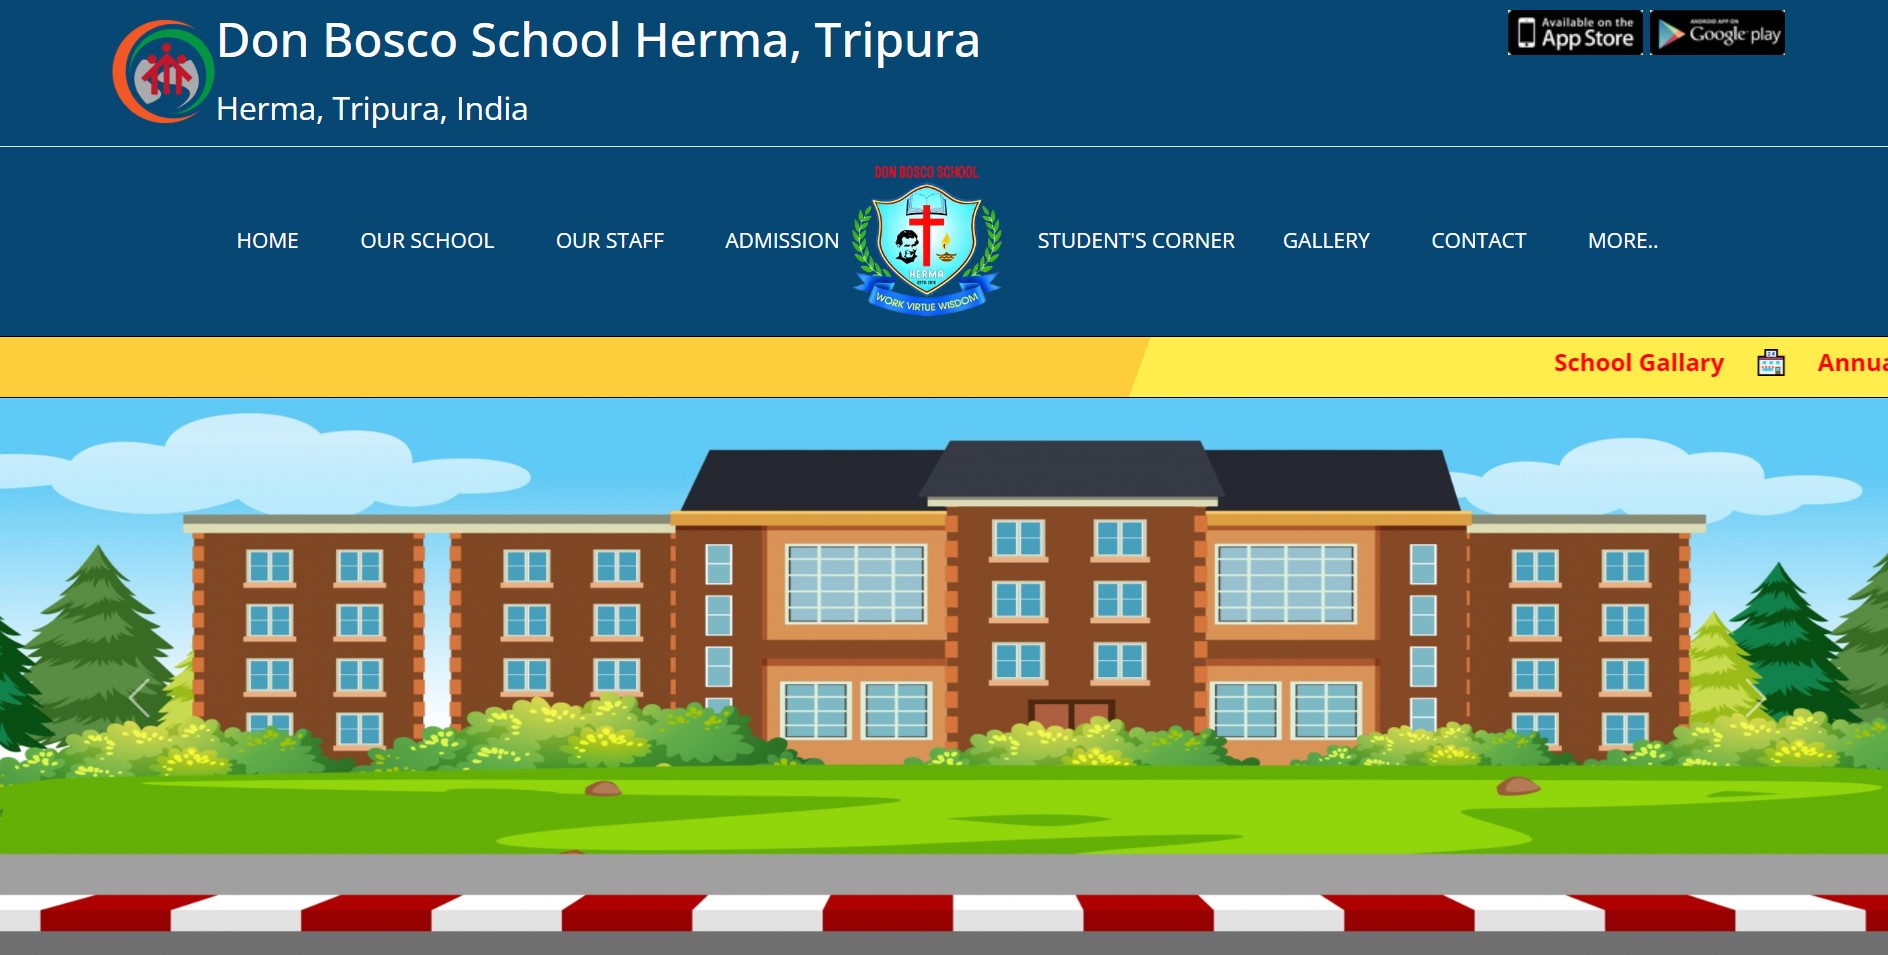 Don Bosco School Herma, Tripura
Herma, Tripura, India
Available on the
App Store
ANDROID APP ON
Google play
HOME
OUR SCHOOL
OUR STAFF
ADMISSION
DON BOSCO SCHOOL
HERMA
WORK VIRTUE WISDOM
STUDENT'S CORNER
GALLERY
CONTACT
MORE..
School Gallary
Annua